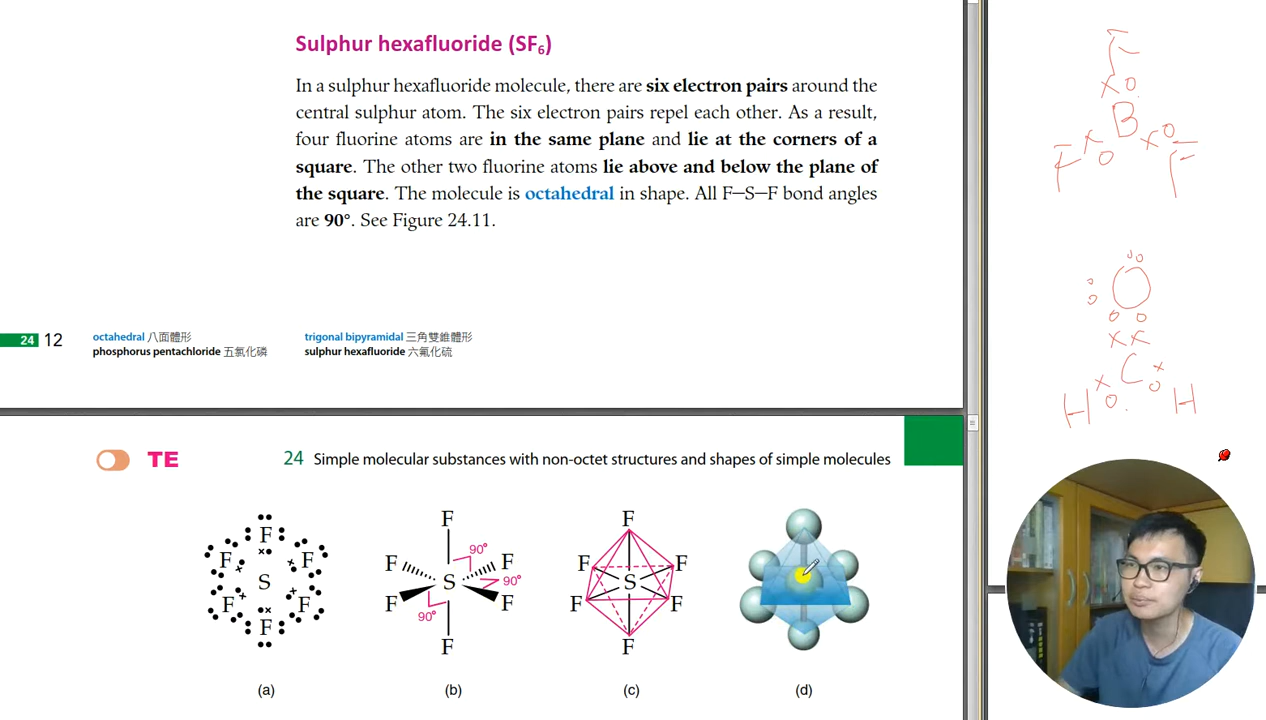 Sulphur hexafluoride (SF₆)
In a sulphur hexafluoride molecule, there are six electron pairs around the
central sulphur atom. The six electron pairs repel each other. As a result,
four fluorine atoms are in the same plane and lie at the corners of a
square. The other two fluorine atoms lie above and below the plane of
the square. The molecule is octahedral in shape. All F—S—F bond angles
are 90°. See Figure 24.11.
24 12
octahedral 八面體形
phosphorus pentachloride 五氯化磷
trigonal bipyramidal 三角雙錐體形
sulphur hexafluoride 六氟化硫
TE
24 Simple molecular substances with non-octet structures and shapes of simple molecules
F
F F
S
F F
F
(a)
F
90°
F F
S 90°
F F
90°
F
(b)
F
F F
S
F F
F
(c)
(d)
F
x o
B
x o x o
F F
O
x x
C
x o x o
H H